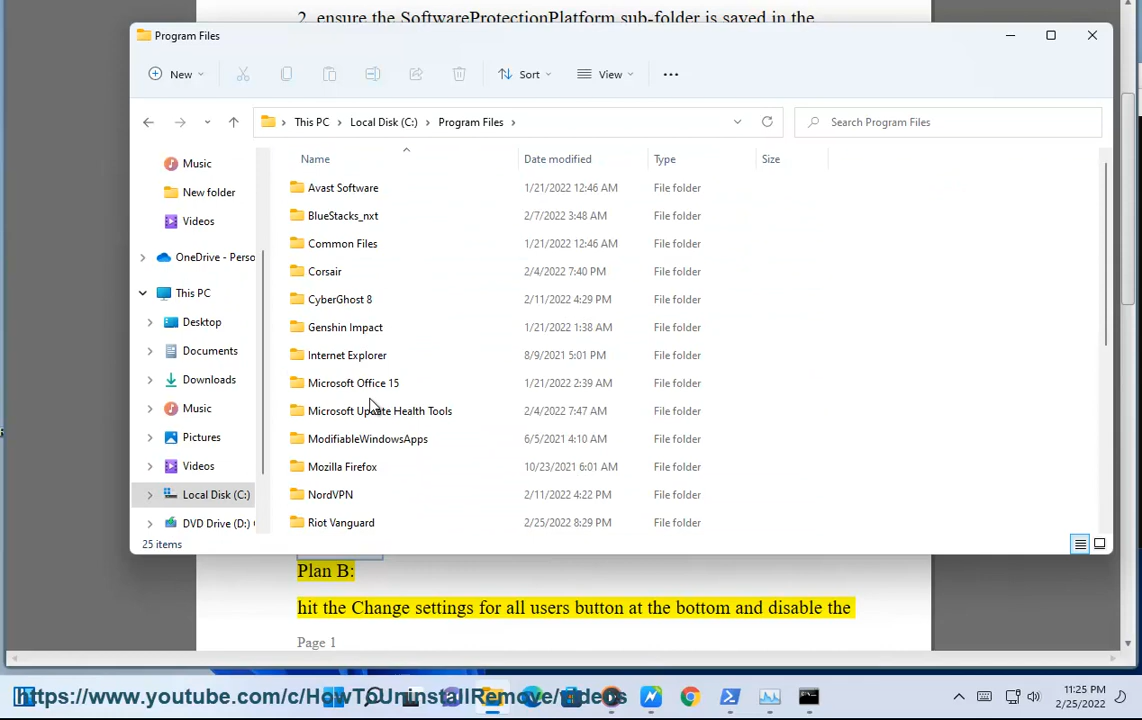 2. ensure the SoftwareProtectionPlatform sub-folder is saved in the
Program Files
New
Sort
View
This PC
Local Disk (C:)
Program Files
Search Program Files
Name
Date modified
Type
Size
Music
New folder
Videos
OneDrive - Perso
This PC
Desktop
Documents
Downloads
Music
Pictures
Videos
Local Disk (C:)
DVD Drive (D:)
Avast Software 1/21/2022 12:46 AM File folder
BlueStacks_nxt 2/7/2022 3:48 AM File folder
Common Files 1/21/2022 12:46 AM File folder
Corsair 2/4/2022 7:40 PM File folder
CyberGhost 8 2/11/2022 4:29 PM File folder
Genshin Impact 1/21/2022 1:38 AM File folder
Internet Explorer 8/9/2021 5:01 PM File folder
Microsoft Office 15 1/21/2022 2:39 AM File folder
Microsoft Update Health Tools 2/4/2022 7:47 AM File folder
ModifiableWindowsApps 6/5/2021 4:10 AM File folder
Mozilla Firefox 10/23/2021 6:01 AM File folder
NordVPN 2/11/2022 4:22 PM File folder
Riot Vanguard 2/25/2022 8:29 PM File folder
25 items
Plan B:
hit the Change settings for all users button at the bottom and disable the
Page 1
https://www.youtube.com/c/HowToUninstallRemove/videos
11:25 PM
2/25/2022